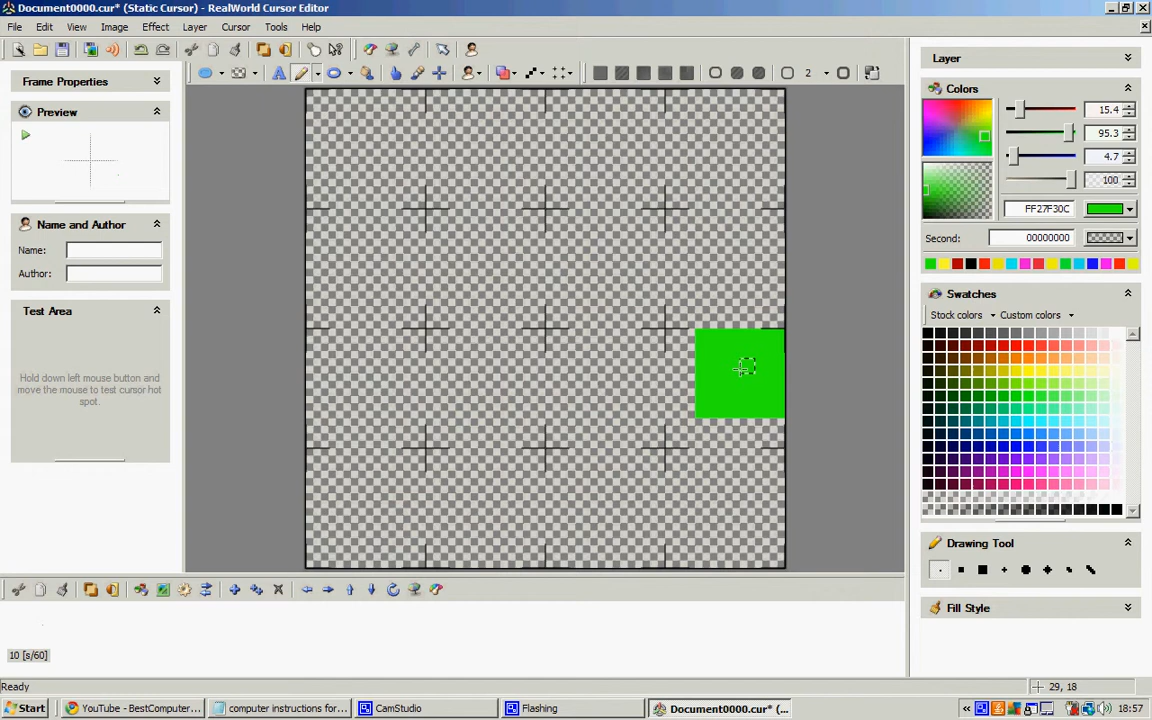 Document0000.cur* (Static Cursor) - RealWorld Cursor Editor
File Edit View Image Effect Layer Cursor Tools Help
2
Frame Properties
Preview
Name and Author
Name:
Author:
Test Area
Hold down left mouse button and
move the mouse to test cursor hot
spot.
Layer
Colors
15.4
95.3
4.7
100
FF27F30C
Second: 00000000
Swatches
Stock colors Custom colors
Drawing Tool
Fill Style
10 [s/60]
Ready
29, 18
Start
YouTube - BestComputer...
computer instructions for...
CamStudio
Flashing
Document0000.cur* (...
18:57